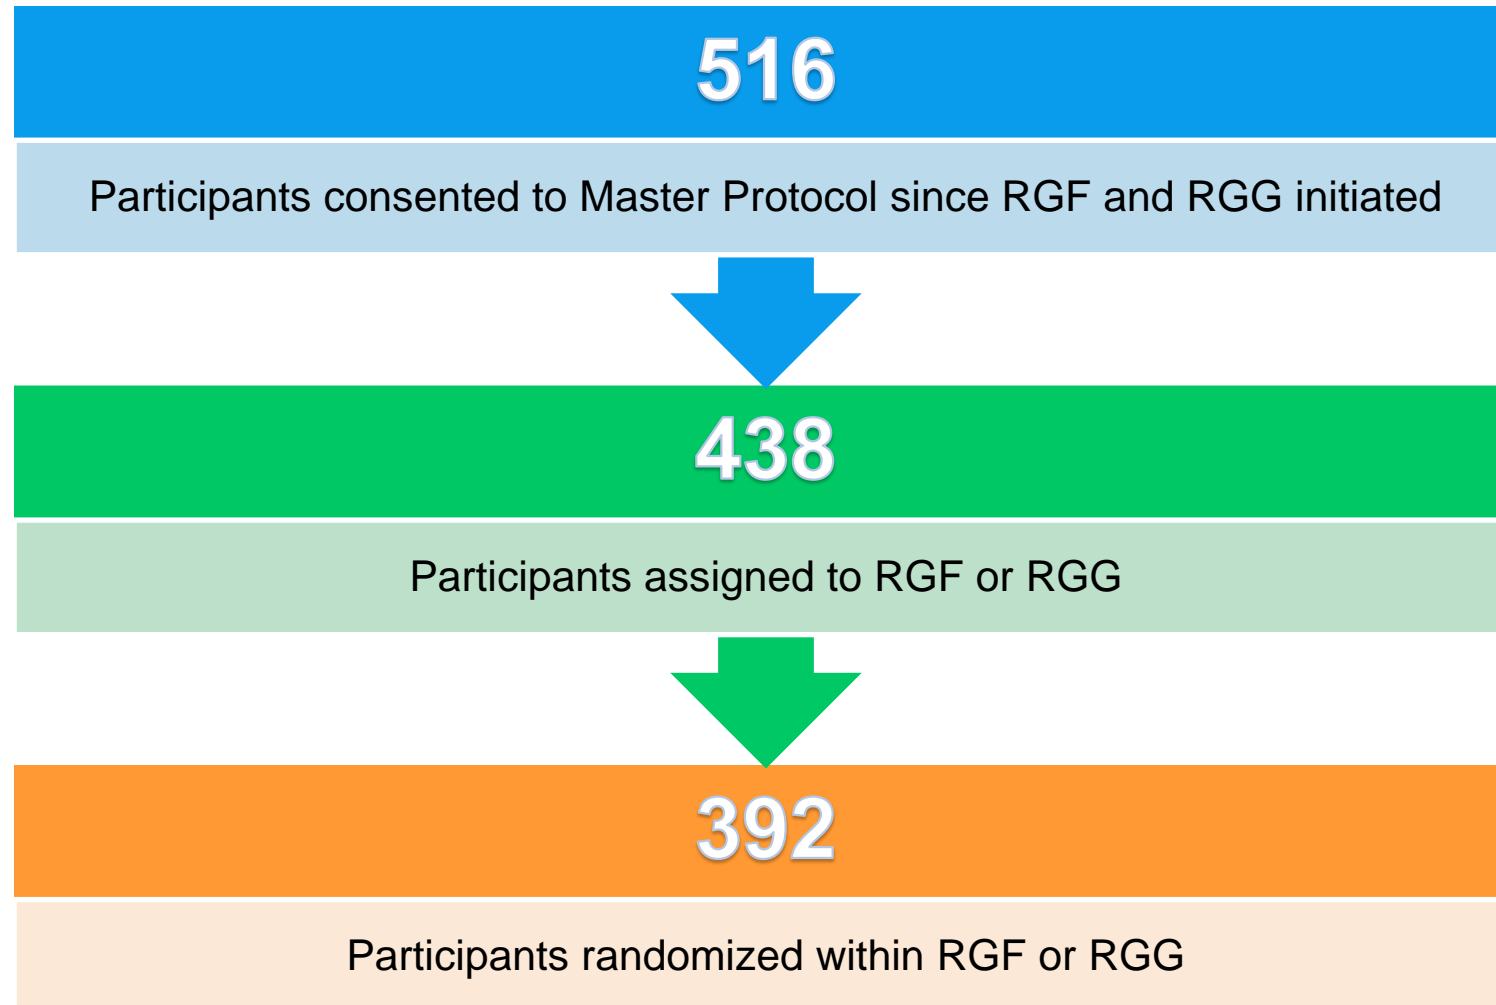 516
Participants consented to Master Protocol since RGF and RGG initiated
438
Participants assigned to RGF or RGG
392
Participants randomized within RGF or RGG